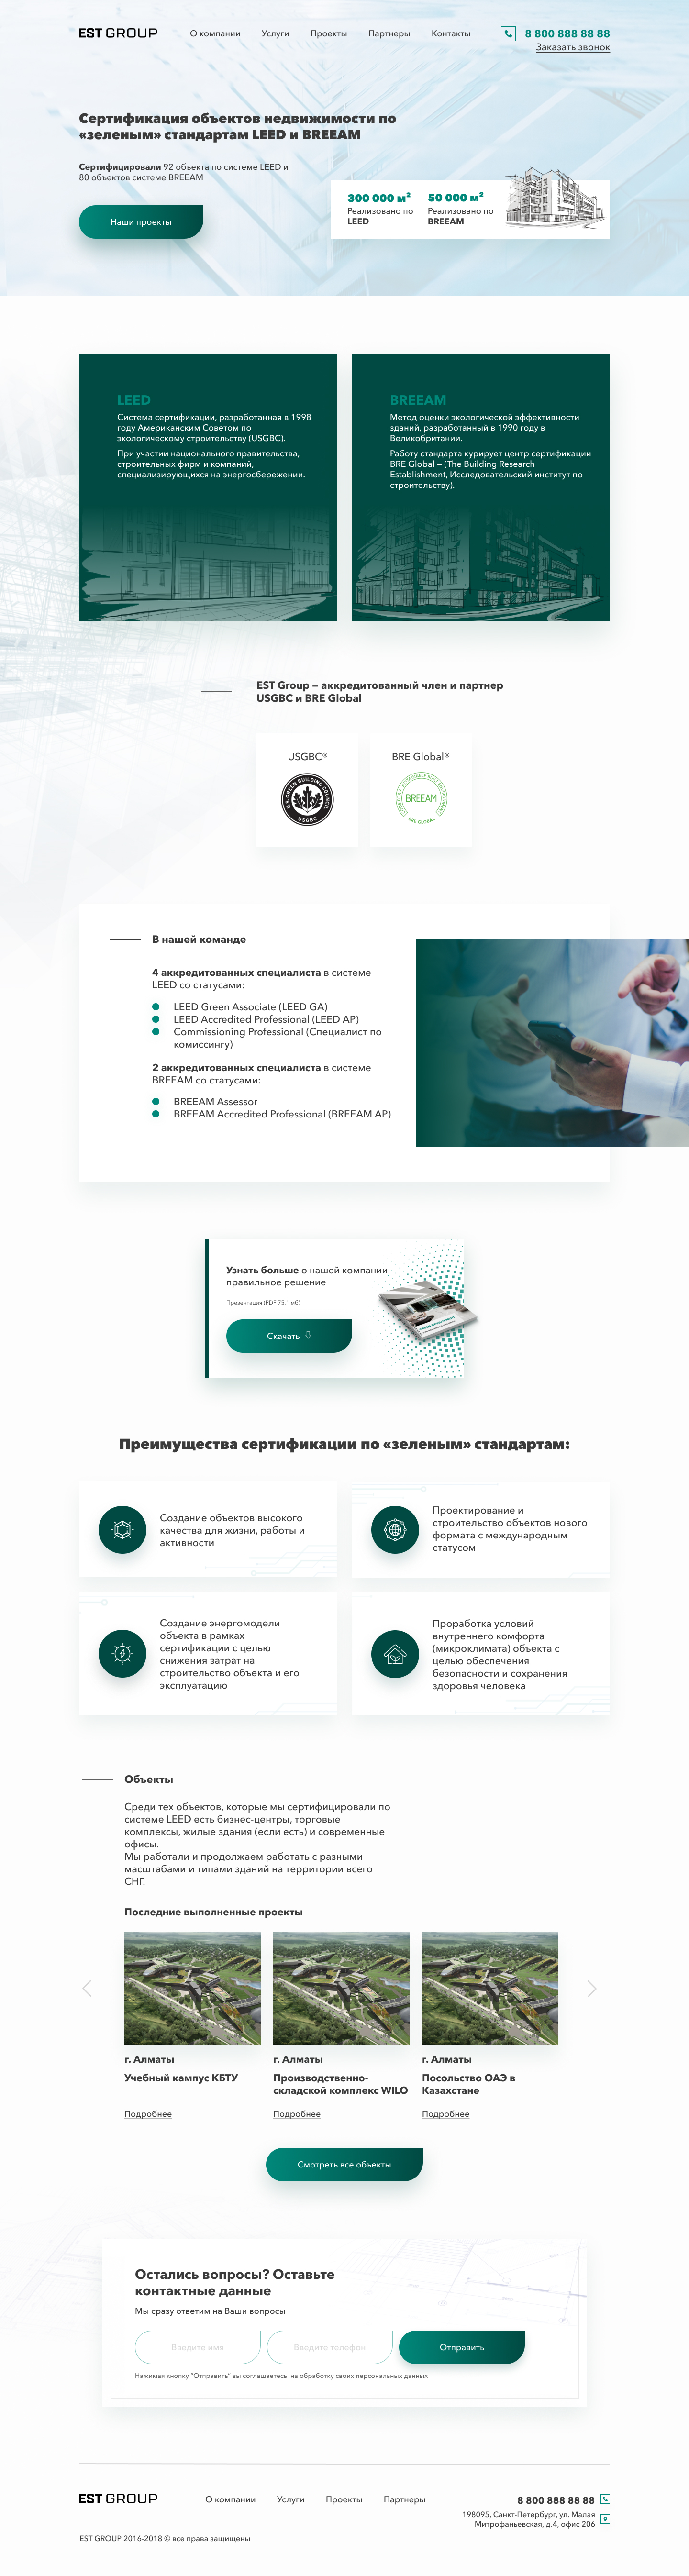 EST GROUP
О компании Услуги Проекты Партнеры Контакты
8 800 888 88 88
Заказать звонок
Сертификация объектов недвижимости по
«зеленым» стандартам LEED и BREEAM
Сертифицировали 92 объекта по системе LEED и
80 объектов системе BREEAM
Наши проекты
300 000 м²
Реализовано по
LEED
50 000 м²
Реализовано по
BREEAM
LEED
Система сертификации, разработанная в 1998
году Американским Советом по
экологическому строительству (USGBC).
При участии национального правительства,
строительных фирм и компаний,
специализирующихся на энергосбережении.
BREEAM
Метод оценки экологической эффективности
зданий, разработанный в 1990 году в
Великобритании.
Работу стандарта курирует центр сертификации
BRE Global – (The Building Research
Establishment, Исследовательский институт по
строительству).
EST Group – аккредитованный член и партнер
USGBC и BRE Global
USGBC®
U.S. GREEN BUILDING COUNCIL
USGBC
BRE Global®
BREEAM
BRE GLOBAL
В нашей команде
4 аккредитованных специалиста в системе
LEED со статусами:
LEED Green Associate (LEED GA)
LEED Accredited Professional (LEED AP)
Commissioning Professional (Специалист по
комиссингу)
2 аккредитованных специалиста в системе
BREEAM со статусами:
BREEAM Assessor
BREEAM Accredited Professional (BREEAM AP)
Узнать больше о нашей компании –
правильное решение
Презентация (PDF 75,1 мб)
Скачать
Преимущества сертификации по «зеленым» стандартам:
Создание объектов высокого
качества для жизни, работы и
активности
Проектирование и
строительство объектов нового
формата с международным
статусом
Создание энергомодели
объекта в рамках
сертификации с целью
снижения затрат на
строительство объекта и его
эксплуатацию
Проработка условий
внутреннего комфорта
(микроклимата) объекта с
целью обеспечения
безопасности и сохранения
здоровья человека
Объекты
Среди тех объектов, которые мы сертифицировали по
системе LEED есть бизнес-центры, торговые
комплексы, жилые здания (если есть) и современные
офисы.
Мы работали и продолжаем работать с разными
масштабами и типами зданий на территории всего
СНГ.
Последние выполненные проекты
г. Алматы
Учебный кампус КБТУ
Подробнее
г. Алматы
Производственно-
складской комплекс WILO
Подробнее
г. Алматы
Посольство ОАЭ в
Казахстане
Подробнее
Смотреть все объекты
Остались вопросы? Оставьте
контактные данные
Мы сразу ответим на Ваши вопросы
Введите имя
Введите телефон
Отправить
Нажимая кнопку "Отправить" вы соглашаетесь на обработку своих персональных данных
EST GROUP
О компании Услуги Проекты Партнеры
8 800 888 88 88
198095, Санкт-Петербург, ул. Малая
Митрофаньевская, д.4, офис 206
EST GROUP 2016-2018 © все права защищены